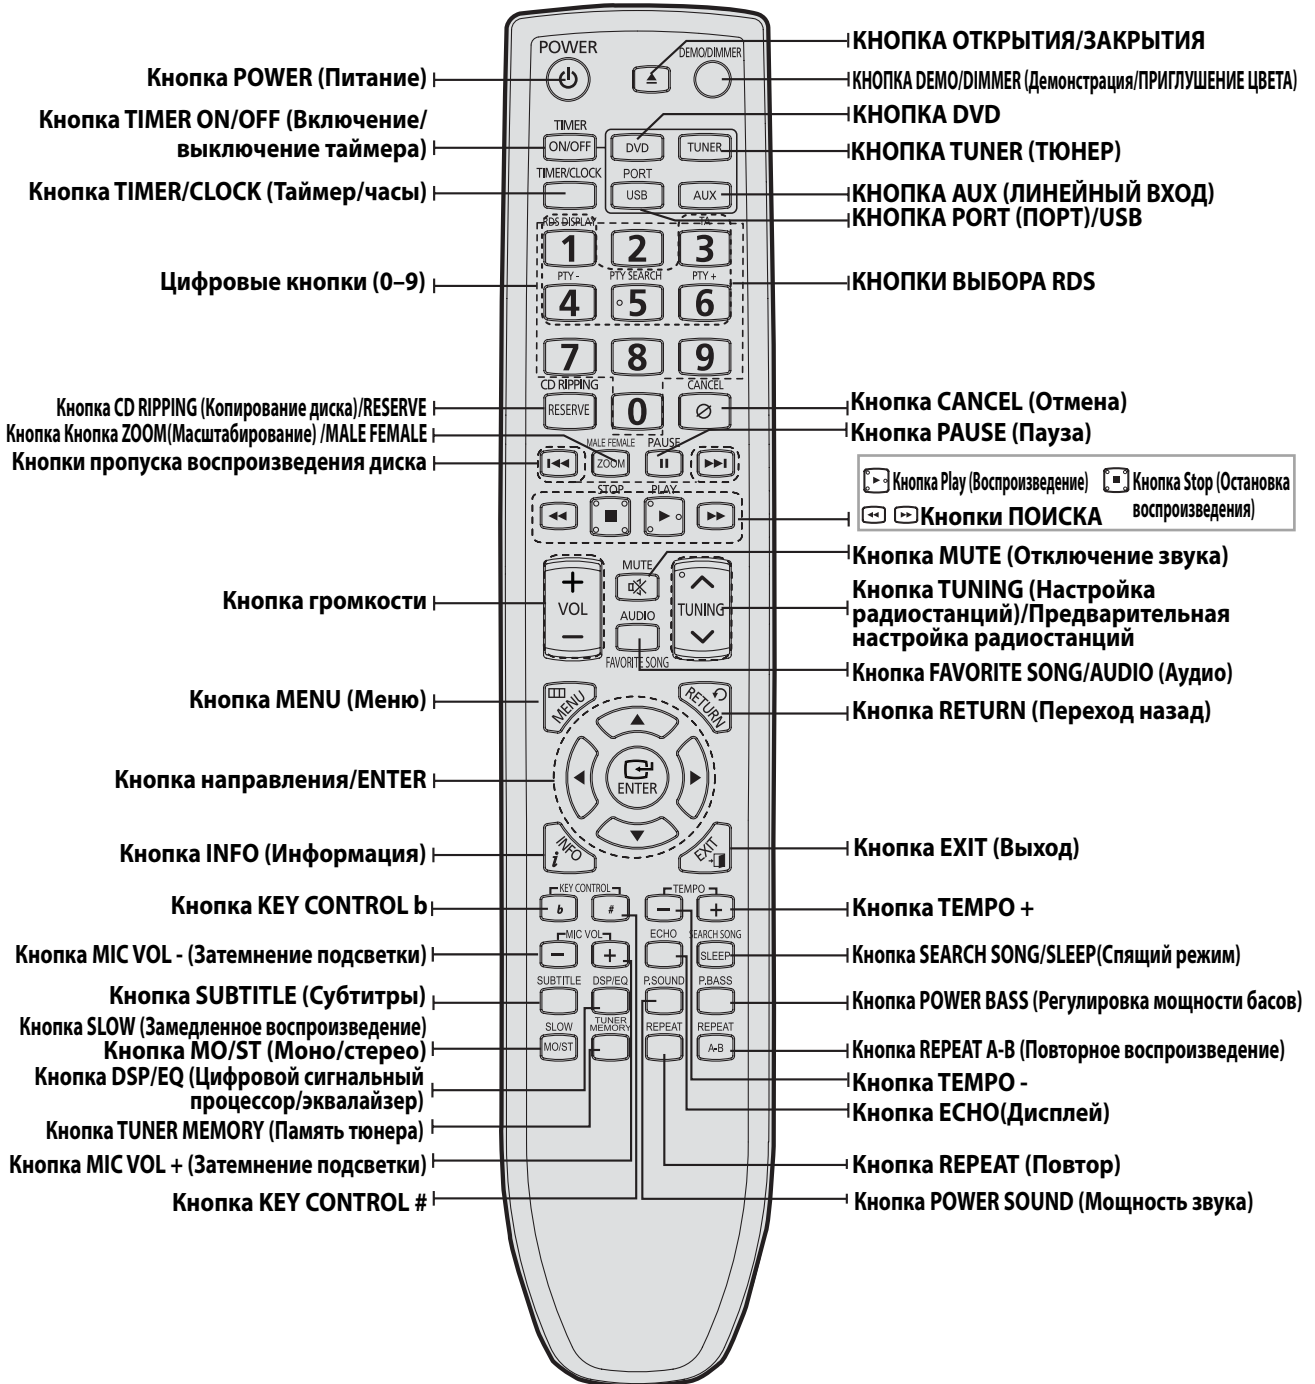 Кнопка POWER (Питание)
Кнопка TIMER ON/OFF (Включение/
выключение таймера)
Кнопка TIMER/CLOCK (Таймер/часы)
Цифровые кнопки (0–9)
Кнопка CD RIPPING (Копирование диска)/RESERVE
Кнопка Кнопка ZOOM(Масштабирование) /MALE FEMALE
Кнопки пропуска воспроизведения диска
Кнопка громкости
Кнопка MENU (Меню)
Кнопка направления/ENTER
Кнопка INFO (Информация)
Кнопка KEY CONTROL b
Кнопка MIC VOL - (Затемнение подсветки)
Кнопка SUBTITLE (Субтитры)
Кнопка SLOW (Замедленное воспроизведение)
Кнопка MO/ST (Моно/стерео)
Кнопка DSP/EQ (Цифровой сигнальный
процессор/эквалайзер)
Кнопка TUNER MEMORY (Память тюнера)
Кнопка MIC VOL + (Затемнение подсветки)
Кнопка KEY CONTROL #
POWER
DEMO/DIMMER
TIMER
ON/OFF
DVD
TUNER
TIMER/CLOCK
PORT
USB
AUX
RDS DISPLAY
TA
1
2
3
PTY -
PTY SEARCH
PTY +
4
5
6
7
8
9
CD RIPPING
CANCEL
RESERVE
0
MALE FEMALE
PAUSE
ZOOM
STOP
PLAY
MUTE
VOL
TUNING
AUDIO
FAVORITE SONG
MENU
RETURN
ENTER
INFO
i
EXIT
KEY CONTROL
TEMPO
b
#
MIC VOL
ECHO
SEARCH SONG
SLEEP
SUBTITLE
DSP/EQ
P.SOUND
P.BASS
SLOW
TUNER
MEMORY
REPEAT
REPEAT
MO/ST
A-B
КНОПКА ОТКРЫТИЯ/ЗАКРЫТИЯ
КНОПКА DEMO/DIMMER (Демонстрация/ПРИГЛУШЕНИЕ ЦВЕТА)
КНОПКА DVD
КНОПКА TUNER (ТЮНЕР)
КНОПКА AUX (ЛИНЕЙНЫЙ ВХОД)
КНОПКА PORT (ПОРТ)/USB
КНОПКИ ВЫБОРА RDS
Кнопка CANCEL (Отмена)
Кнопка PAUSE (Пауза)
Кнопка Play (Воспроизведение)
Кнопка Stop (Остановка
воспроизведения)
Кнопки ПОИСКА
Кнопка MUTE (Отключение звука)
Кнопка TUNING (Настройка
радиостанций)/Предварительная
настройка радиостанций
Кнопка FAVORITE SONG/AUDIO (Аудио)
Кнопка RETURN (Переход назад)
Кнопка EXIT (Выход)
Кнопка TEMPO +
Кнопка SEARCH SONG/SLEEP(Спящий режим)
Кнопка POWER BASS (Регулировка мощности басов)
Кнопка REPEAT A-B (Повторное воспроизведение)
Кнопка TEMPO -
Кнопка ECHO(Дисплей)
Кнопка REPEAT (Повтор)
Кнопка POWER SOUND (Мощность звука)